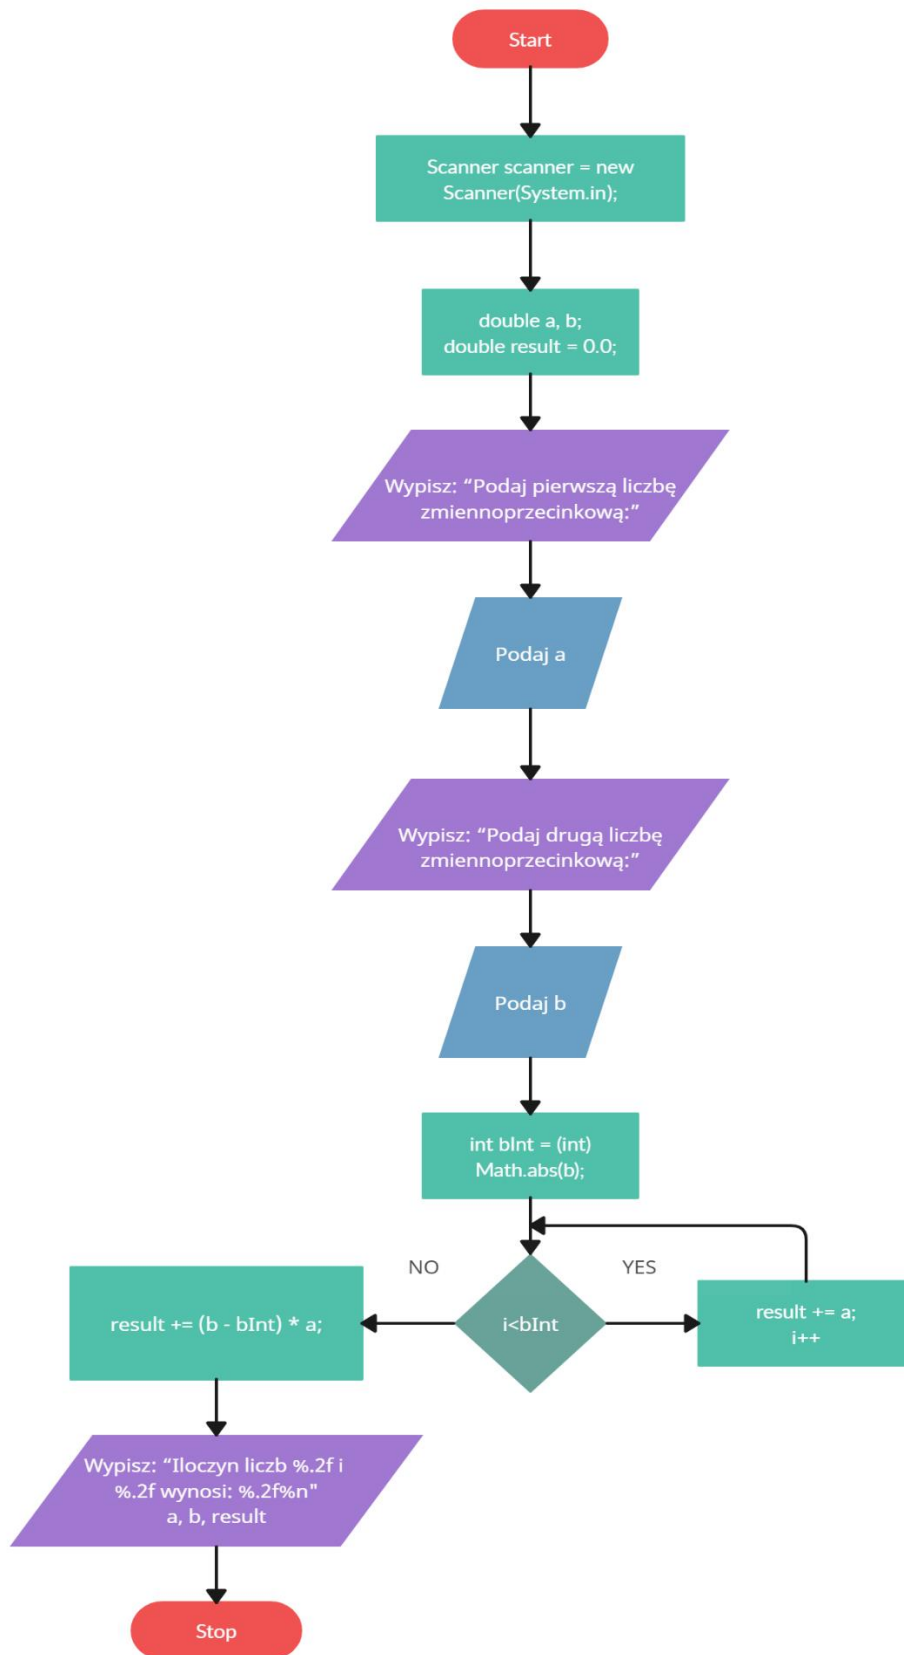 Start
Scanner scanner = new
Scanner(System.in);
double a, b;
double result = 0.0;
Wypisz: “Podaj pierwszą liczbę
zmiennoprzecinkową:”
Podaj a
Wypisz: “Podaj drugą liczbę
zmiennoprzecinkową:”
Podaj b
int bInt = (int)
Math.abs(b);
NO
YES
result += (b - bInt) * a;
i<bInt
result += a;
i++
Wypisz: “Iloczyn liczb %.2f i
%.2f wynosi: %.2f%n"
a, b, result
Stop